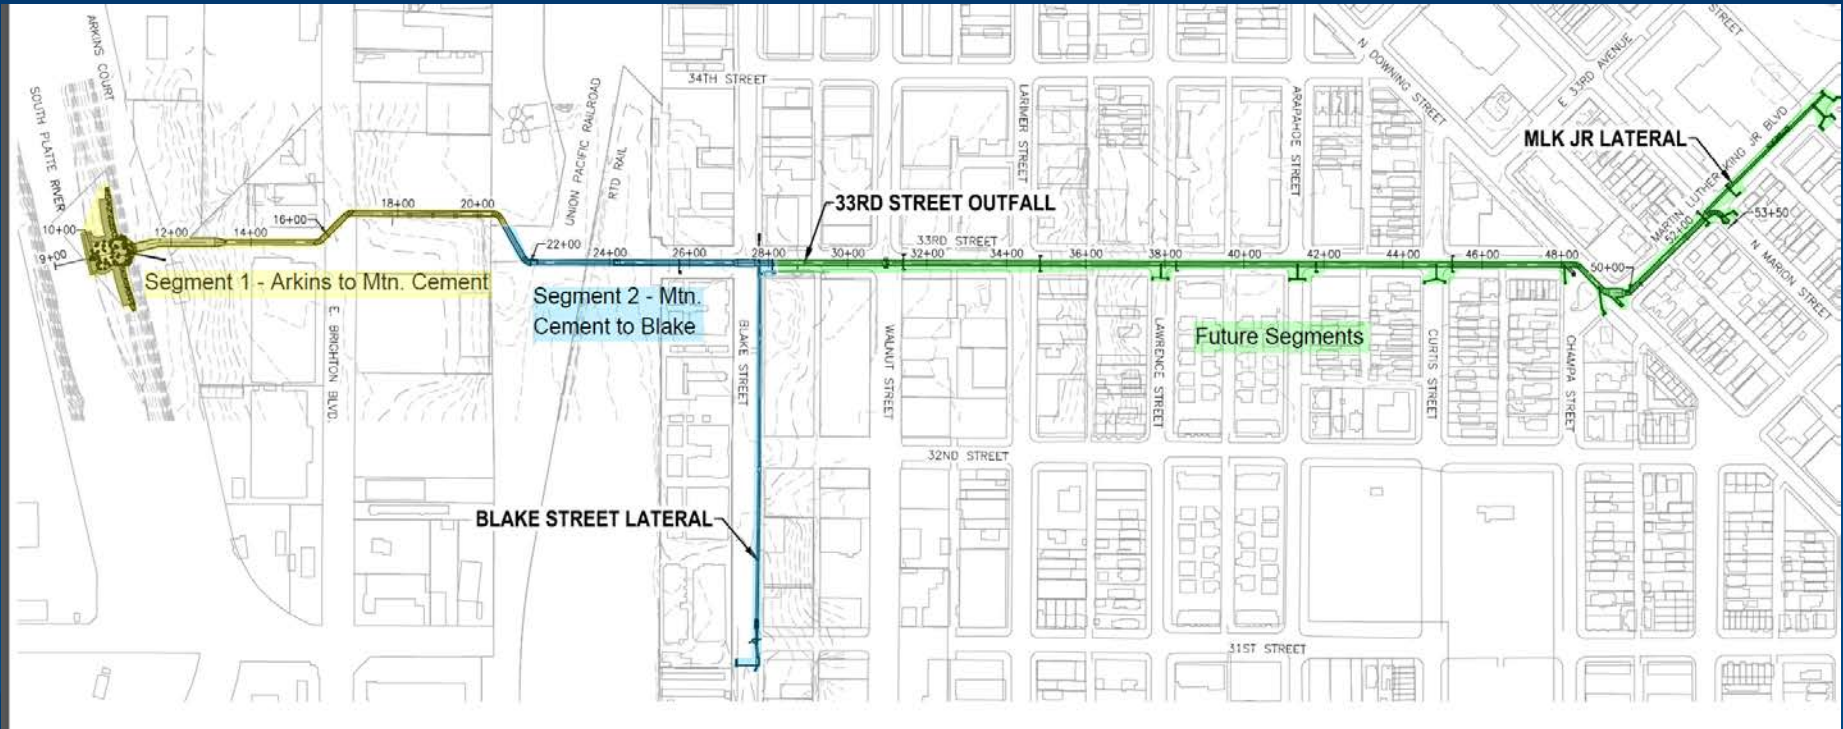 ARKINS COURT
SOUTH PLATTE RIVER
34TH STREET
UNION PACIFIC RAILROAD
RTD RAIL
LARIMER STREET
ARAPAHOE STREET
N DOWNING STREET
E 33RD AVENUE
STREET
MLK JR LATERAL
MARTIN LUTHER KING JR BLVD
33RD STREET OUTFALL
33RD STREET
9+00
10+00
12+00
14+00
16+00
18+00
20+00
22+00
24+00
26+00
28+00
30+00
32+00
34+00
36+00
38+00
40+00
42+00
44+00
46+00
48+00
50+00
52+00
53+50
N MARION STREET
Segment 1 - Arkins to Mtn. Cement
Segment 2 - Mtn.
Cement to Blake
Future Segments
E. BRIGHTON BLVD.
BLAKE STREET
WALNUT STREET
LAWRENCE STREET
CURTIS STREET
CHAMPA STREET
32ND STREET
BLAKE STREET LATERAL
31ST STREET